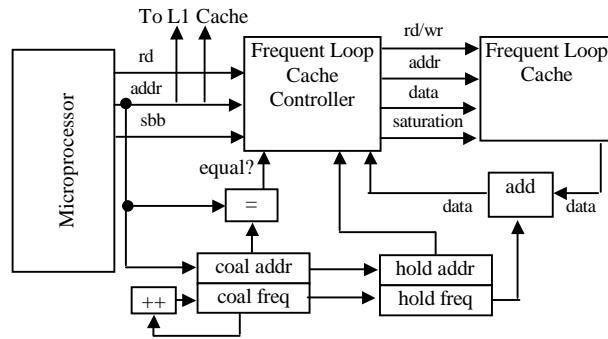 To L1 Cache
Microprocessor
rd
addr
sbb
Frequent Loop
Cache
Controller
rd/wr
addr
data
saturation
Frequent Loop
Cache
equal?
=
add
data
data
coal addr
coal freq
++
hold addr
hold freq